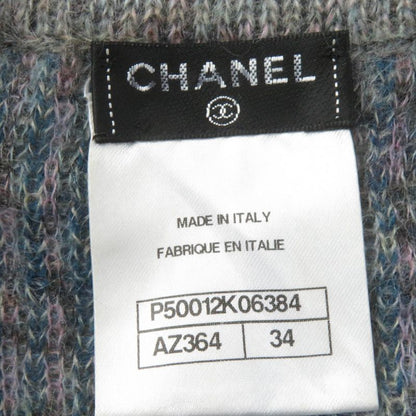 CHANEL
MADE IN ITALY
FABRIQUE EN ITALIE
P50012K06384
AZ364 34